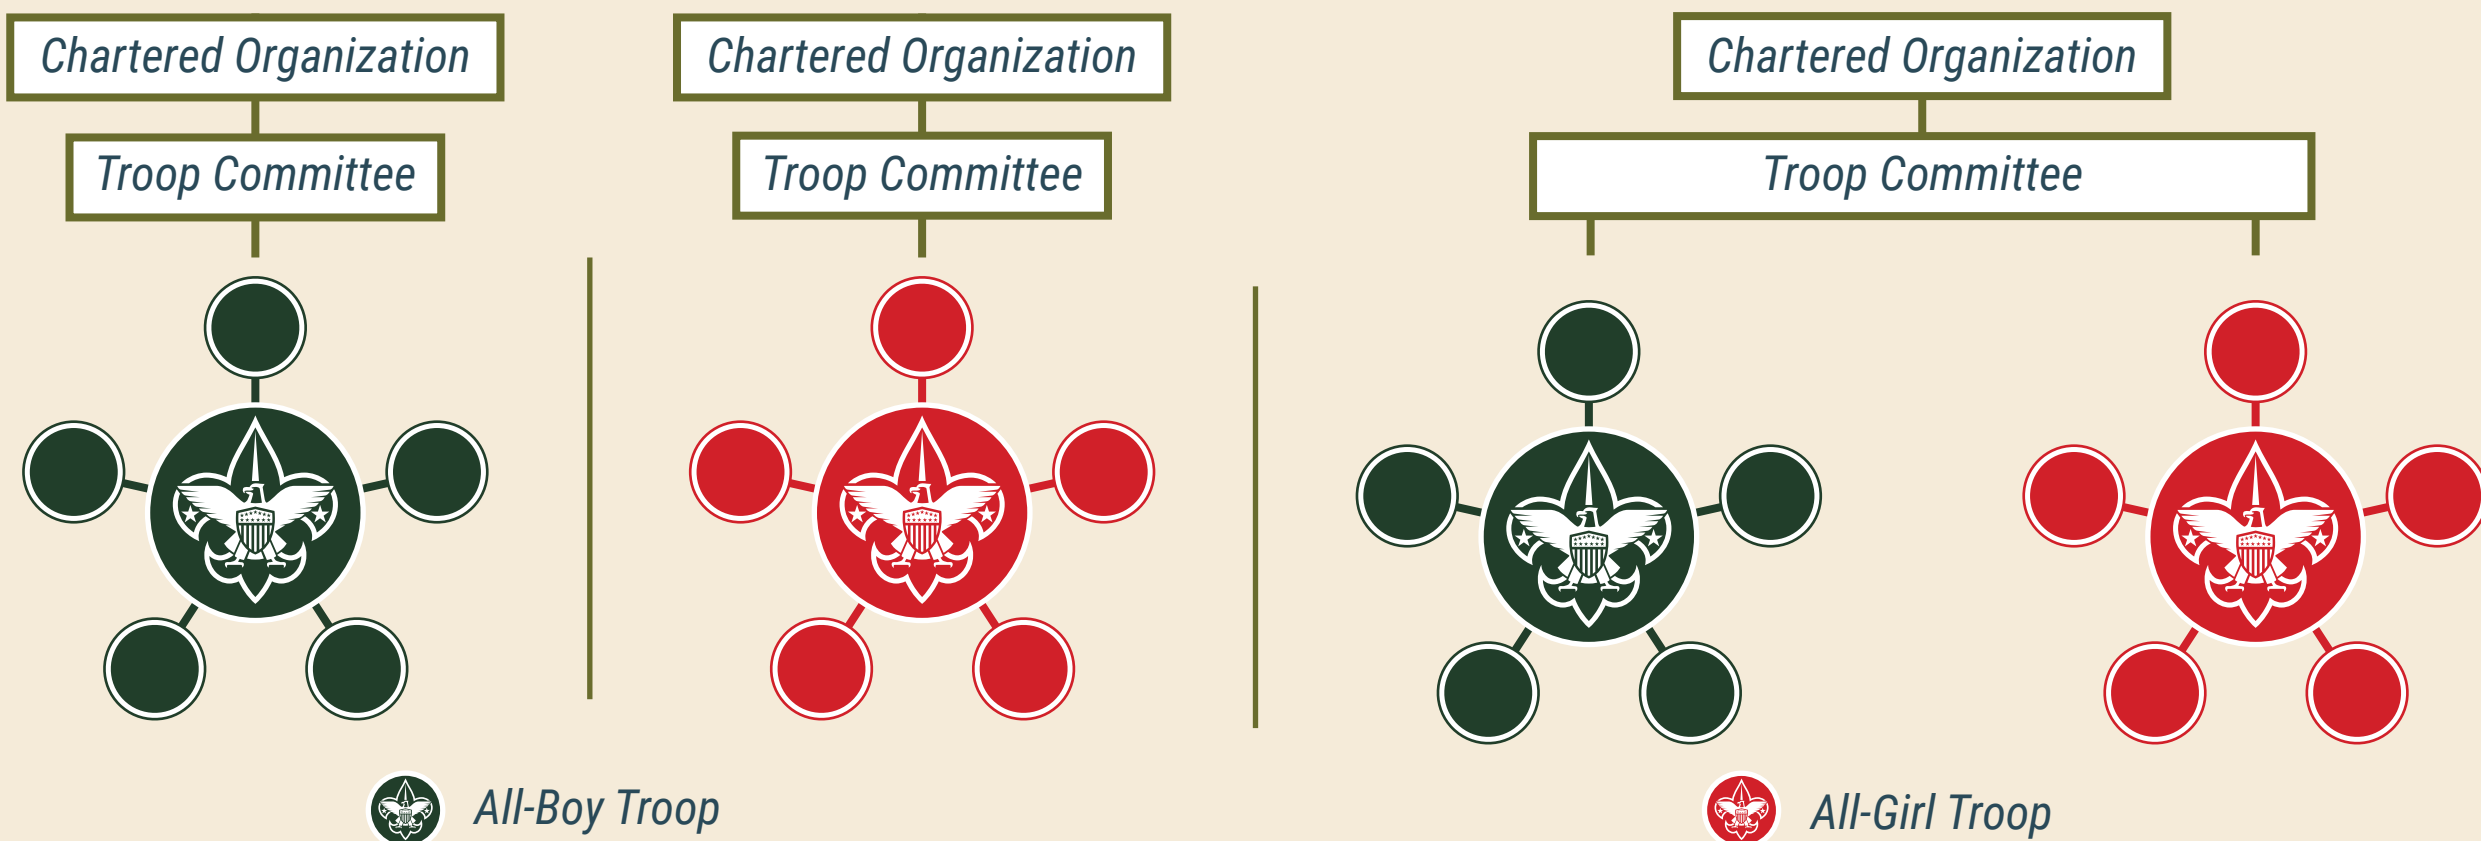 Chartered Organization
Chartered Organization
Chartered Organization
Troop Committee
Troop Committee
Troop Committee
All-Boy Troop
All-Girl Troop